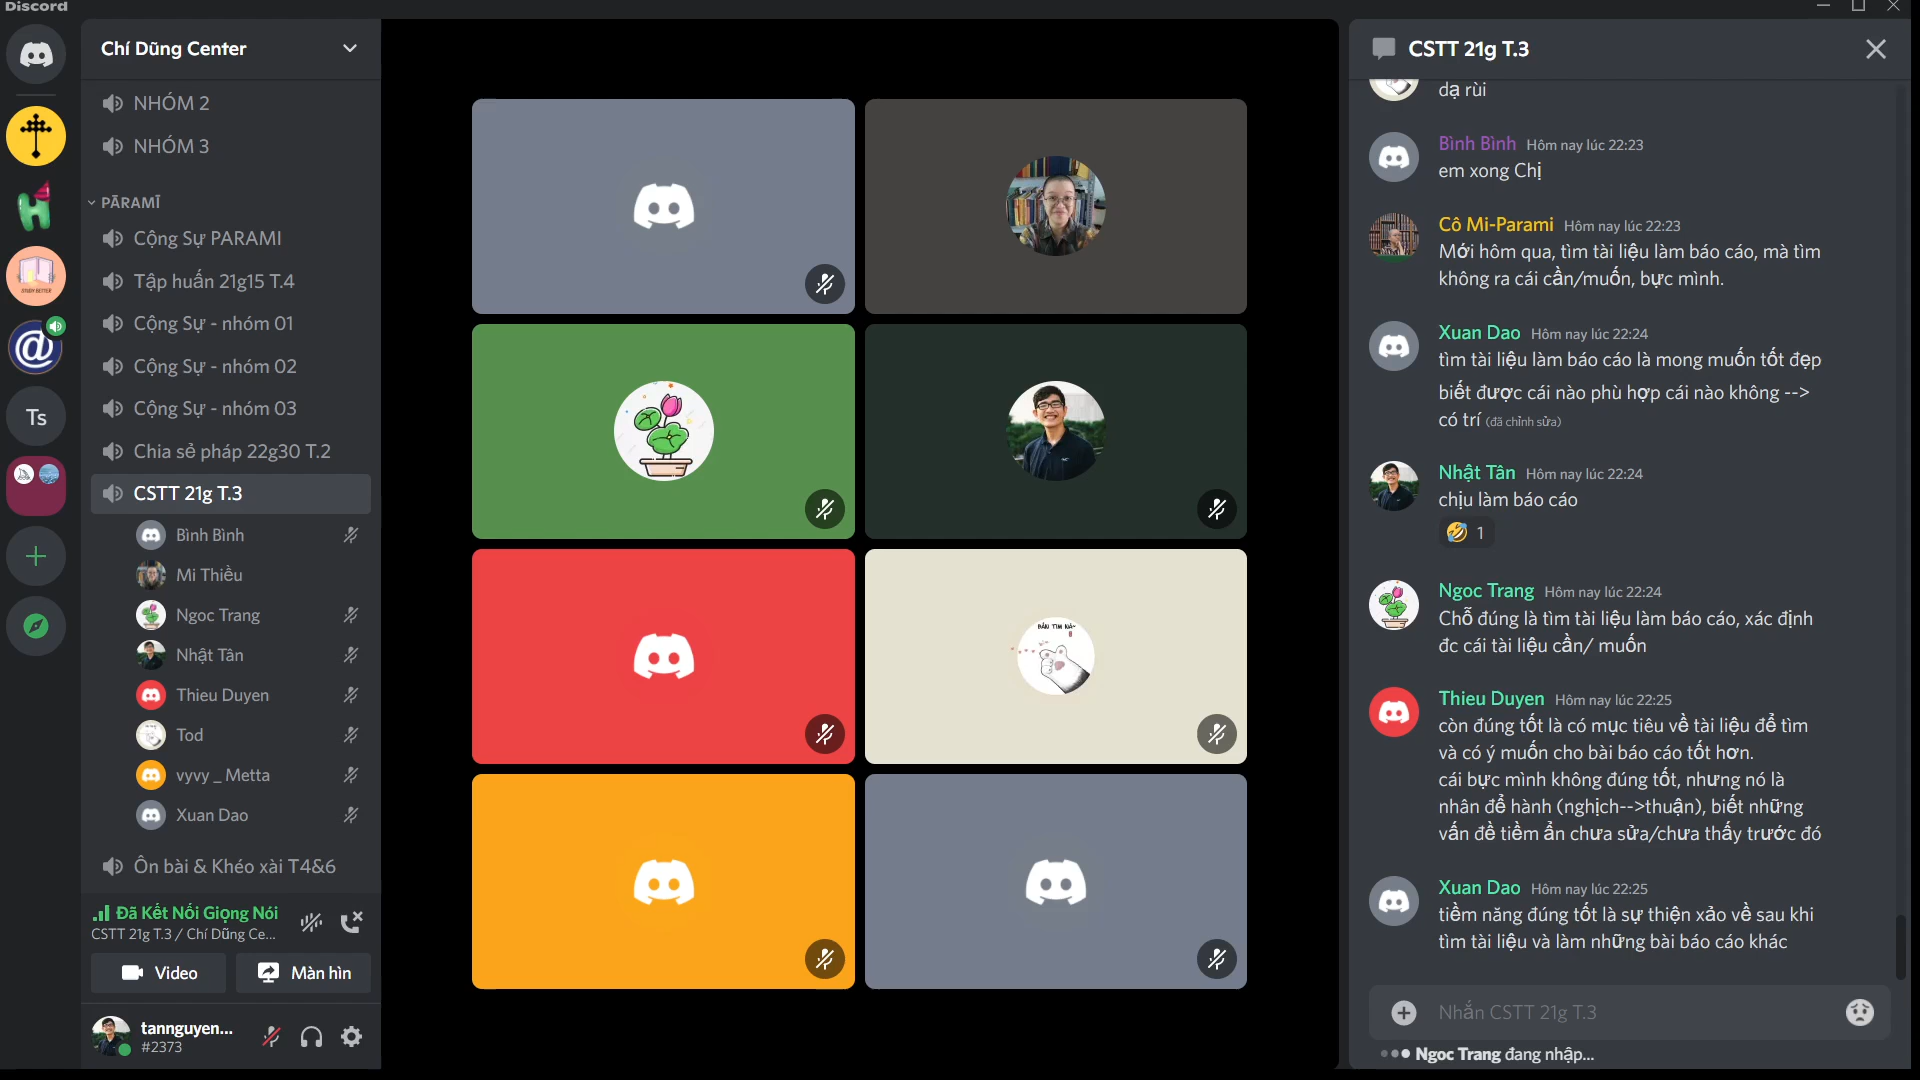 Discord
Chí Dũng Center
NHÓM 2
NHÓM 3
PĀRAMĪ
Cộng Sự PARAMI
Tập huấn 21g15 T.4
Cộng Sự - nhóm 01
Cộng Sự - nhóm 02
Cộng Sự - nhóm 03
Chia sẻ pháp 22g30 T.2
CSTT 21g T.3
Bình Bình
Mi Thiều
Ngoc Trang
Nhật Tân
Thieu Duyen
Tod
vyvy _ Metta
Xuan Dao
Ôn bài & Khéo xài T4&6
Đã Kết Nối Giọng Nói
CSTT 21g T.3 / Chí Dũng Ce...
Video
Màn hìn
tannguyen...
#2373
Ts
STUDY BETTER
BẮN TIM NÀ~
CSTT 21g T.3
dạ rùi
Bình Bình Hôm nay lúc 22:23
em xong Chị
Cô Mi-Parami Hôm nay lúc 22:23
Mới hôm qua, tìm tài liệu làm báo cáo, mà tìm
không ra cái cần/muốn, bực mình.
Xuan Dao Hôm nay lúc 22:24
tìm tài liệu làm báo cáo là mong muốn tốt đẹp
biết được cái nào phù hợp cái nào không -->
có trí (đã chỉnh sửa)
Nhật Tân Hôm nay lúc 22:24
chịu làm báo cáo
1
Ngoc Trang Hôm nay lúc 22:24
Chỗ đúng là tìm tài liệu làm báo cáo, xác định
đc cái tài liệu cần/ muốn
Thieu Duyen Hôm nay lúc 22:25
còn đúng tốt là có mục tiêu về tài liệu để tìm
và có ý muốn cho bài báo cáo tốt hơn.
cái bực mình không đúng tốt, nhưng nó là
nhân để hành (nghịch-->thuận), biết những
vấn đề tiềm ẩn chưa sửa/chưa thấy trước đó
Xuan Dao Hôm nay lúc 22:25
tiềm năng đúng tốt là sự thiện xảo về sau khi
tìm tài liệu và làm những bài báo cáo khác
Nhắn CSTT 21g T.3
Ngoc Trang đang nhập...